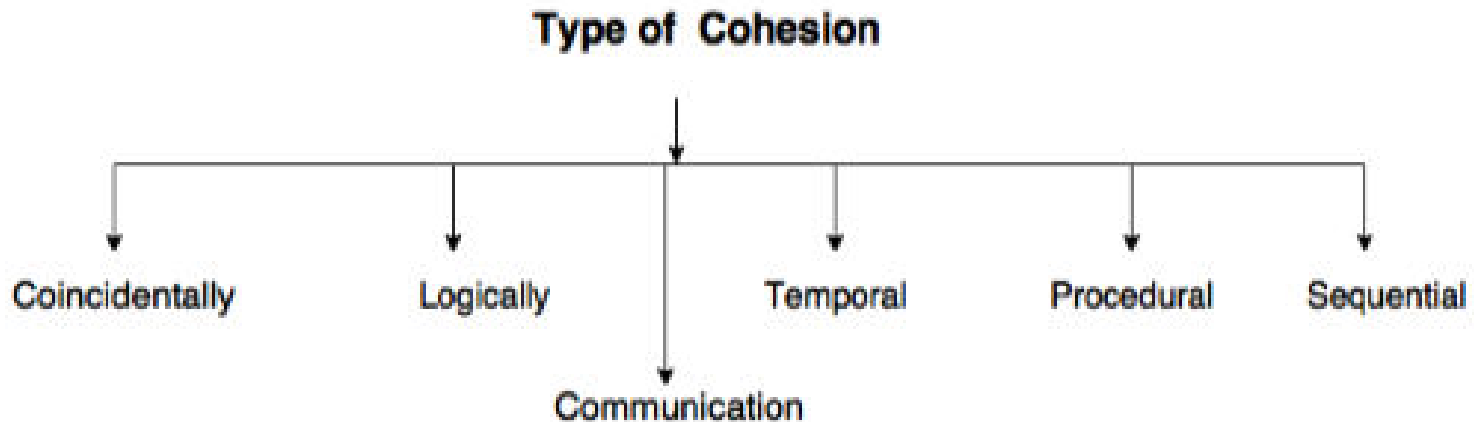 Type of Cohesion
Coincidentally Logically Temporal Procedural Sequential
Communication